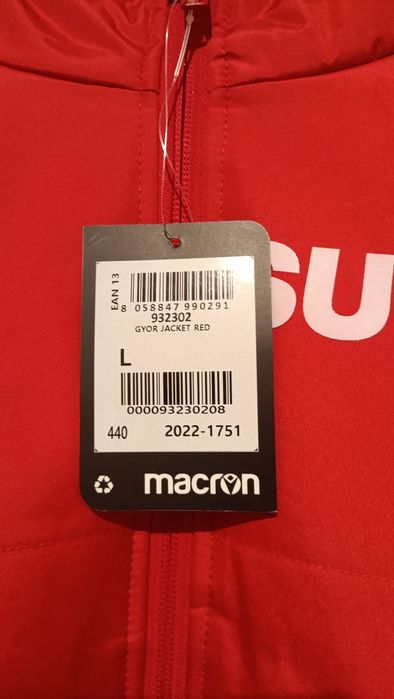 EAN 13
8 058847 990291
932302
GYOR JACKET RED
L
000093230208
440 2022-1751
macron
SU